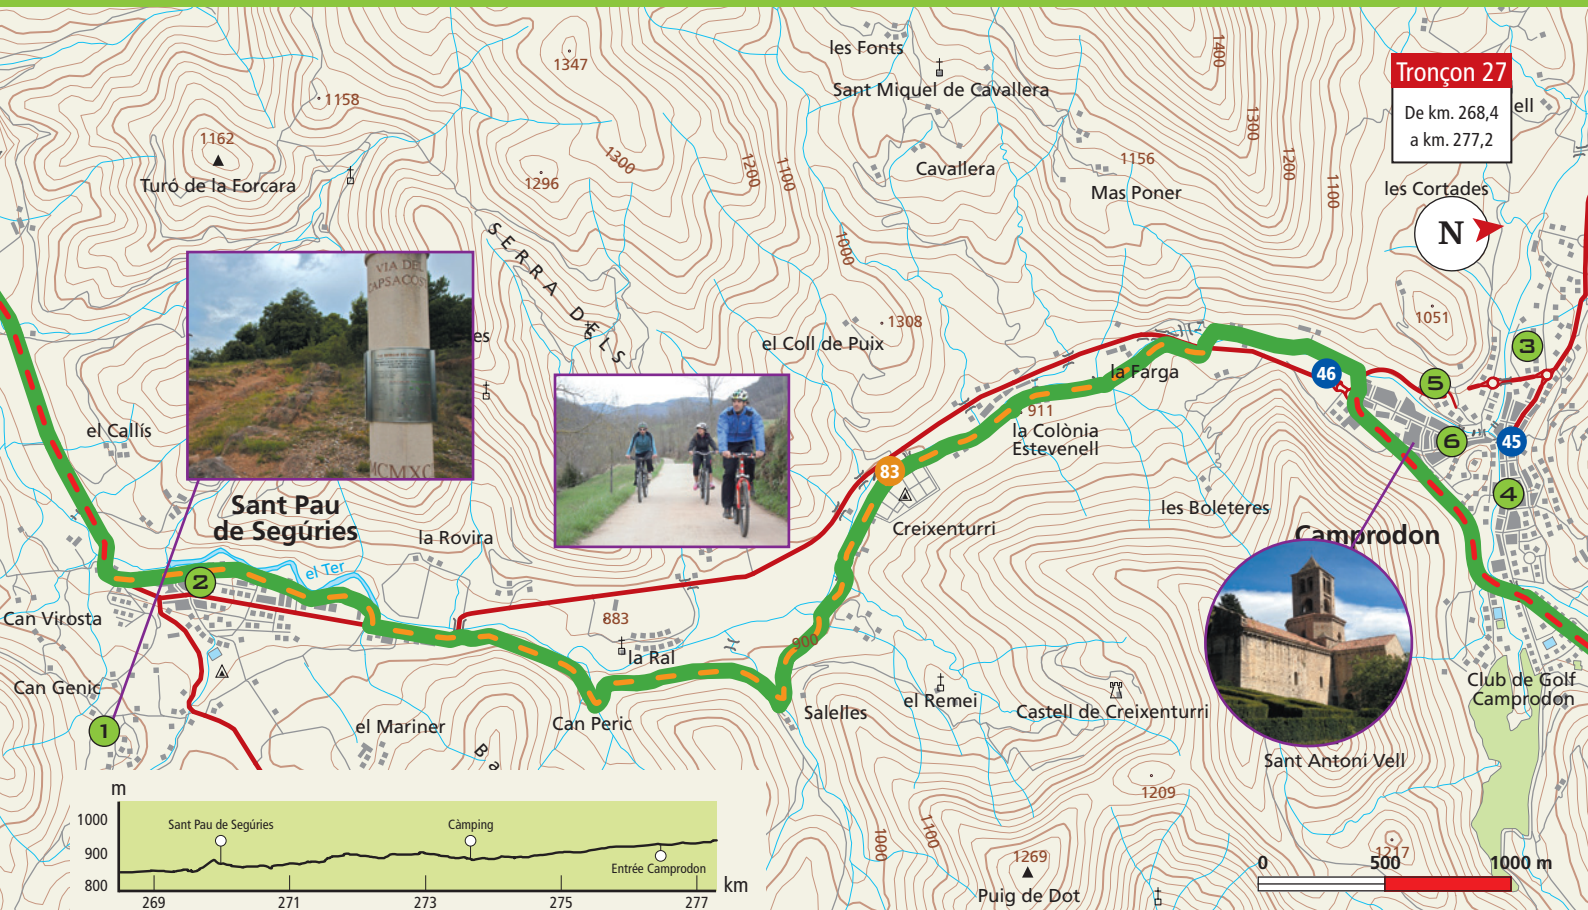 Tronçon 27
De km. 268,4
a km. 277,2
N
les Fonts
Sant Miquel de Cavallera
Cavallera
Mas Poner
les Cortades
ell
1347
1158
1162
Turó de la Forcara
1296
1300
1200
1100
1000
1156
1400
1300
1200
1100
SERRA DELS
es
VIA DEL
CAPSACOSTA
MCMXC
1308
el Coll de Puix
1051
la Farga
911
la Colònia
Estevenell
46
5
3
6
45
4
83
Creixenturri
les Boleteres
Camprodon
el Callís
Sant Pau
de Segúries
la Rovira
el Ter
2
Can Virosta
Can Genic
1
883
la Ral
900
Can Peric
Salelles
el Mariner
Ba
el Remei
Castell de Creixenturri
Club de Golf
Camprodon
Sant Antoni Vell
1209
1000
1100
1269
Puig de Dot
1217
0 500 1000 m
m
1000
900
800
Sant Pau de Segúries
Càmping
Entrée Camprodon
km
269 271 273 275 277